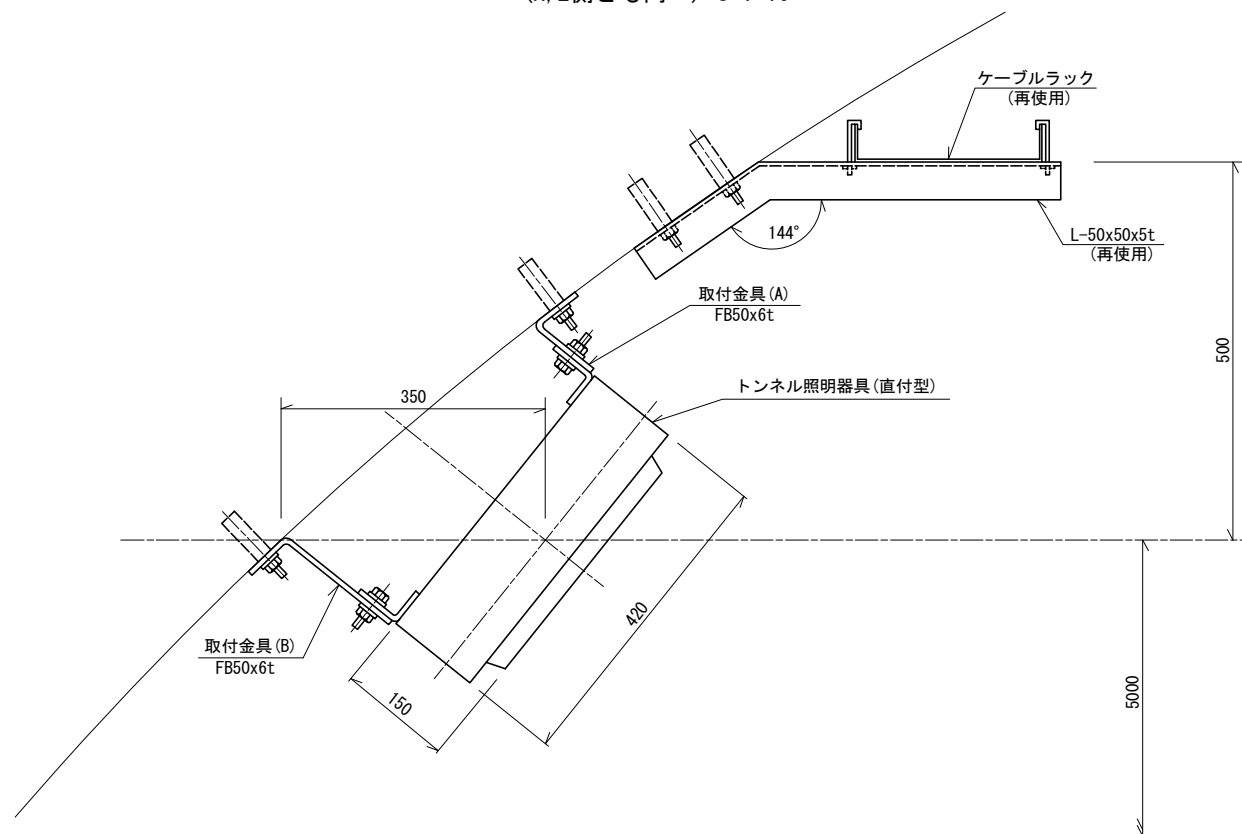 ケーブルラック
(再使用)
144°
L-50x50x5t
(再使用)
取付金具(A)
FB50x6t
500
トンネル照明器具(直付型)
350
420
取付金具(B)
FB50x6t
150
5000